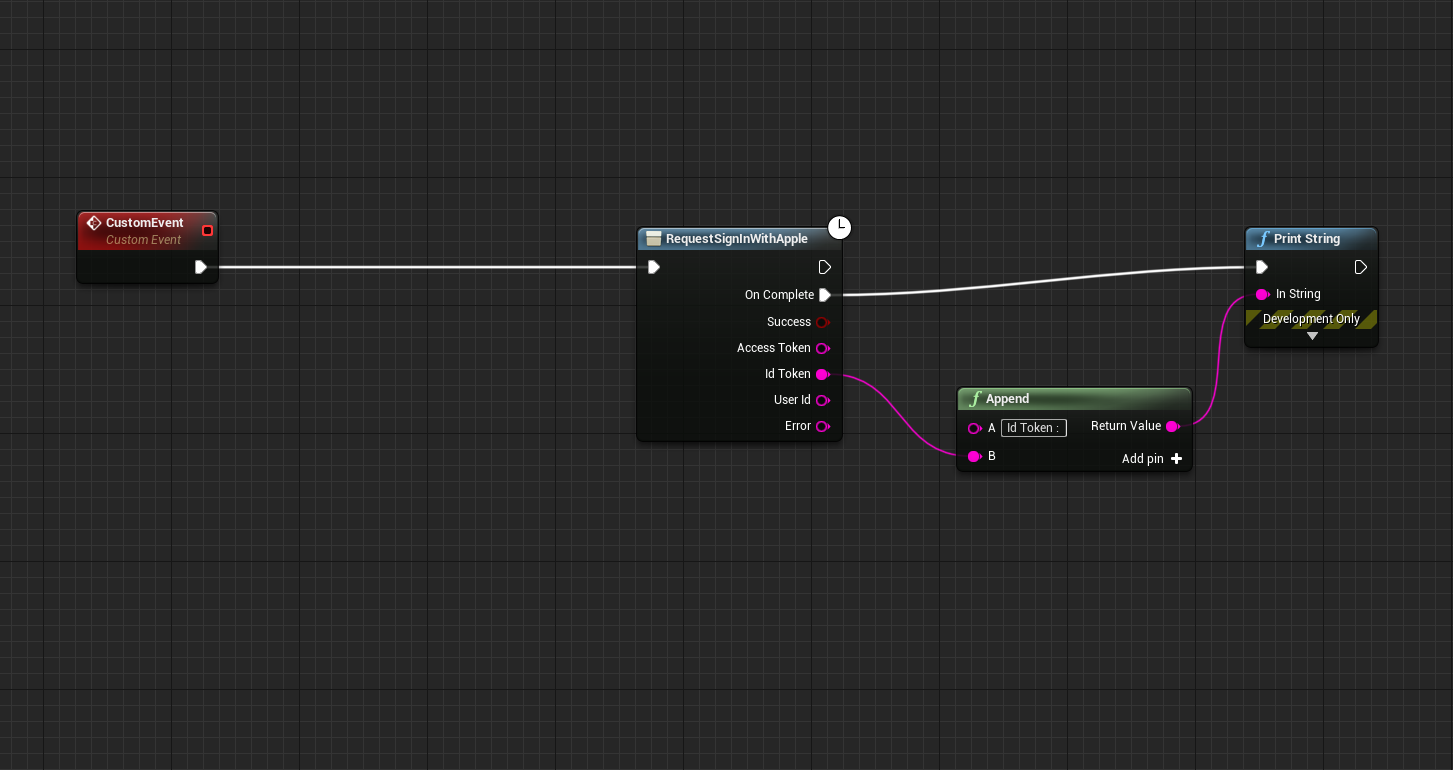 CustomEvent
Custom Event
RequestSignInWithApple
On Complete
Success
Access Token
Id Token
User Id
Error
f Append
A Id Token : Return Value
B Add pin
f Print String
In String
Development Only